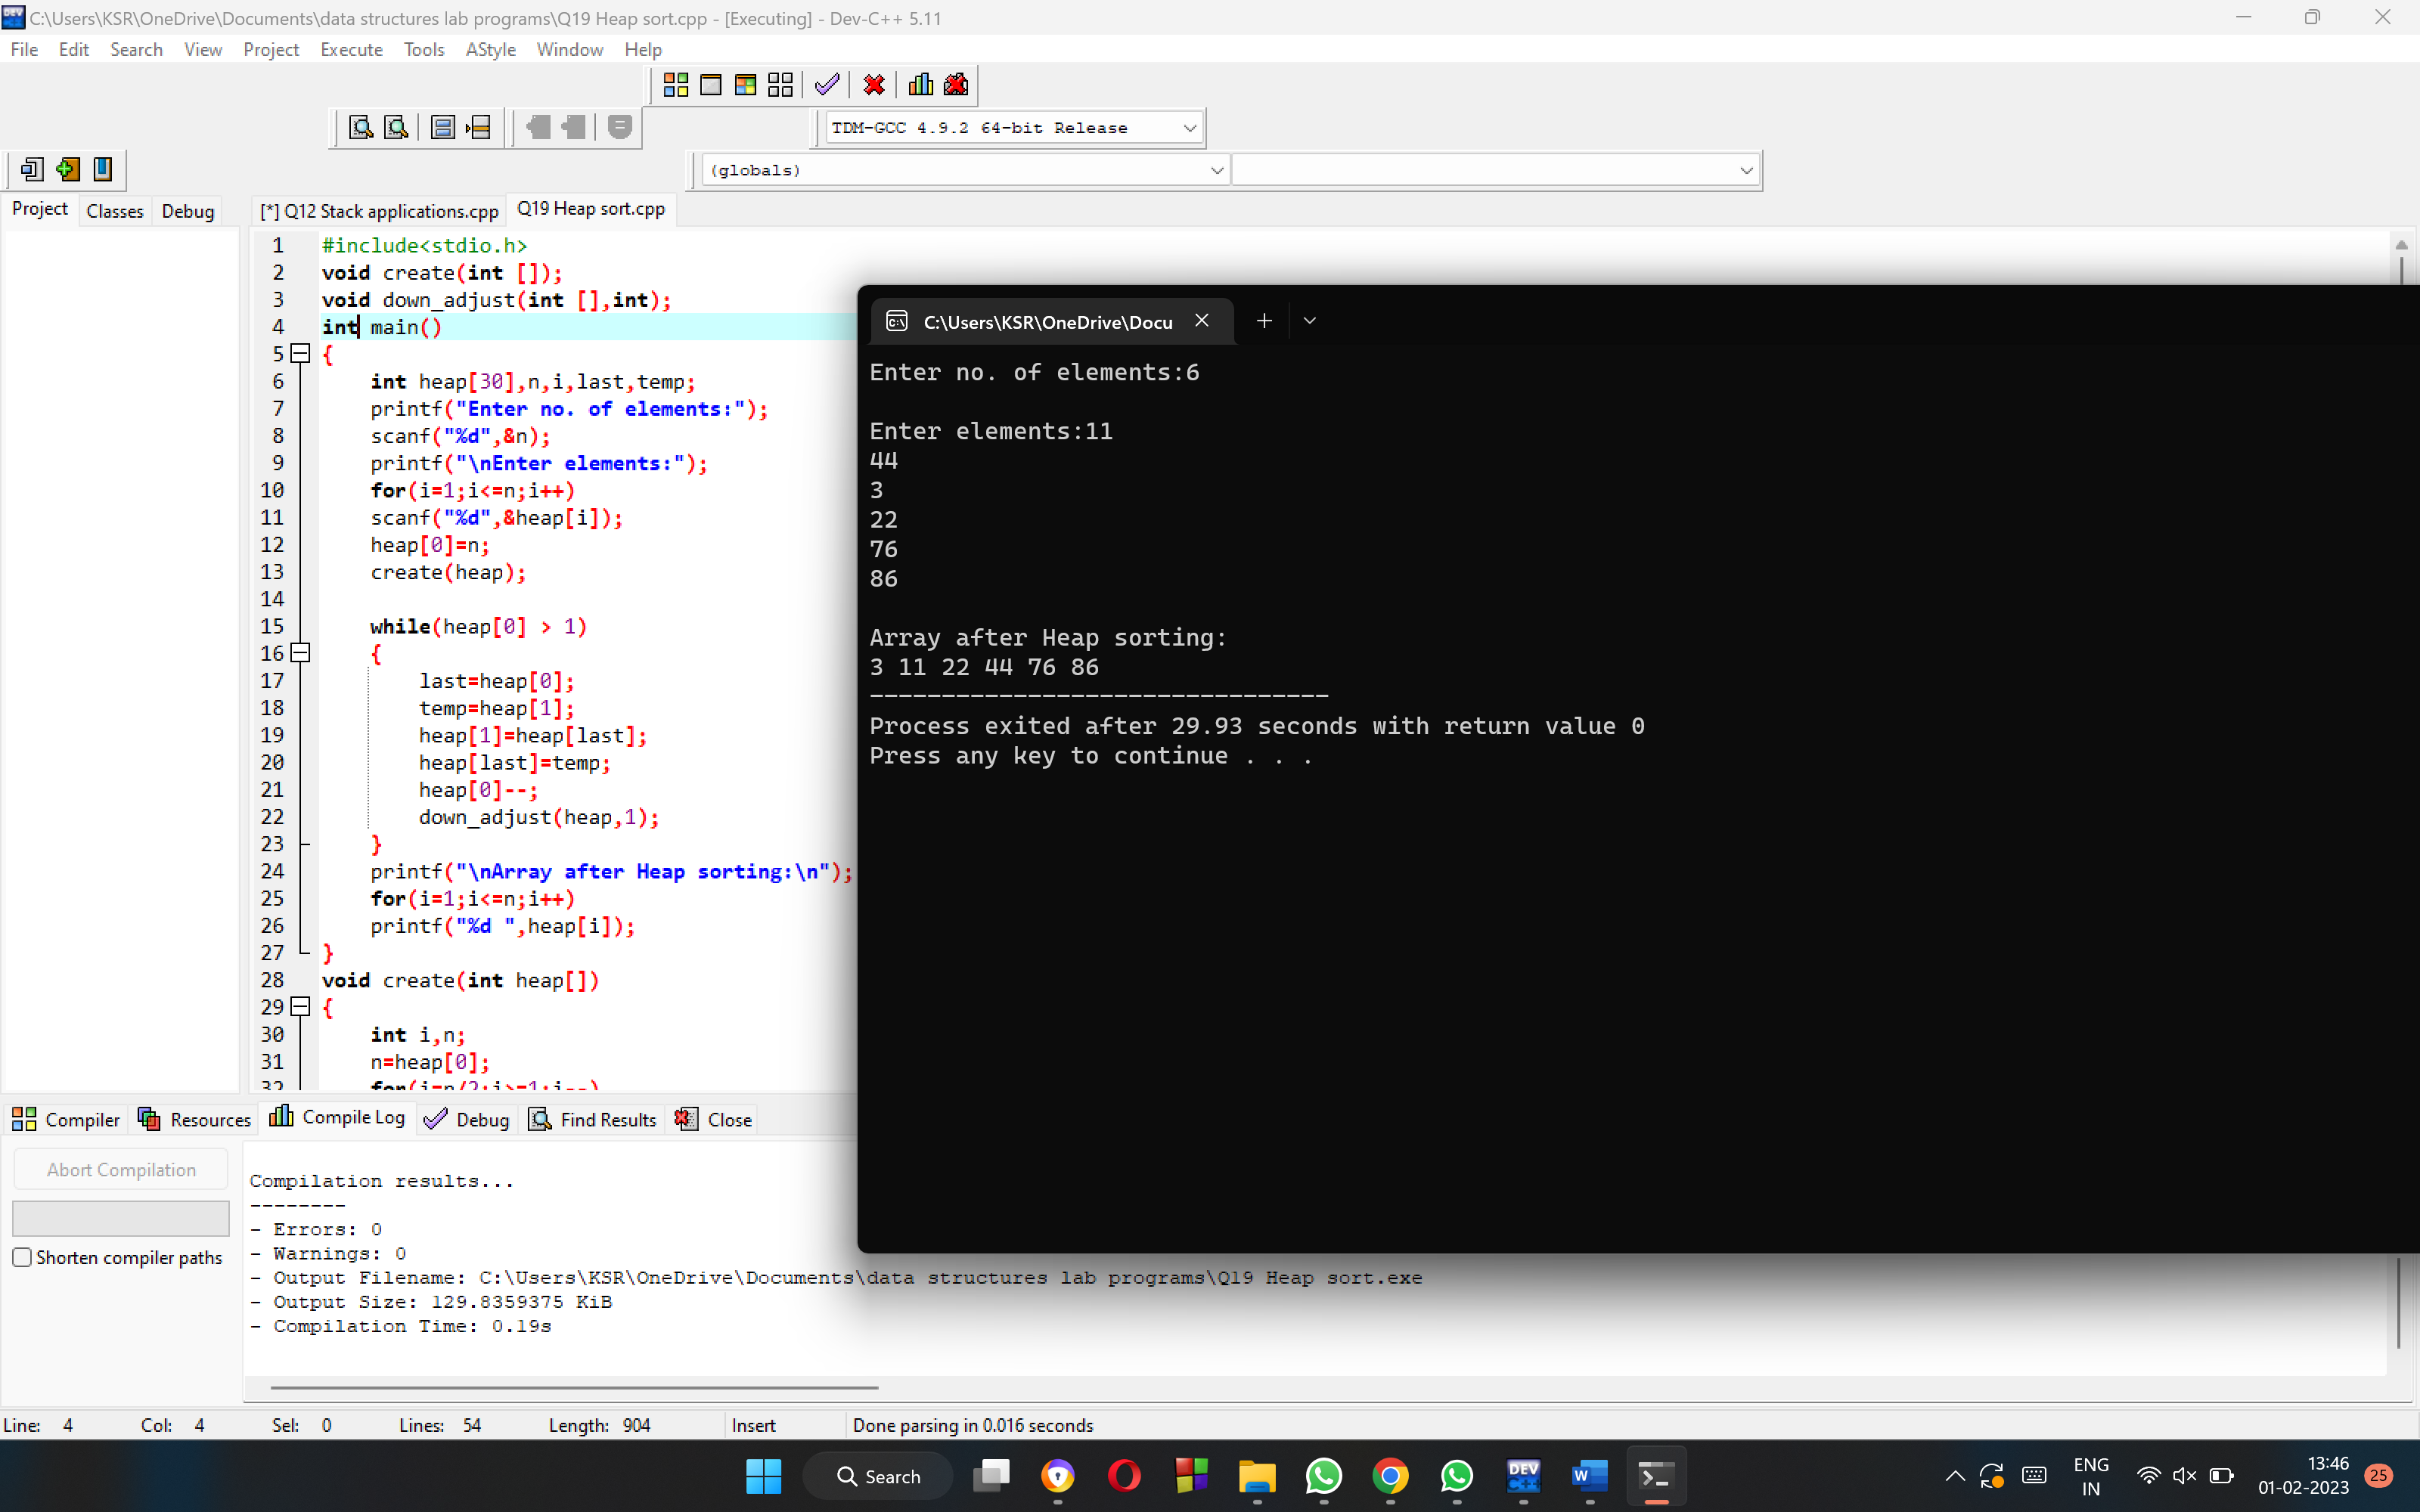 C:\Users\KSR\OneDrive\Documents\data structures lab programs\Q19 Heap sort.cpp - [Executing] - Dev-C++ 5.11
File Edit Search View Project Execute Tools AStyle Window Help
TDM-GCC 4.9.2 64-bit Release
(globals)
Project Classes Debug
[*] Q12 Stack applications.cpp Q19 Heap sort.cpp
1 #include<stdio.h>
2 void create(int []);
3 void down_adjust(int [],int);
4 int main()
5 {
6 int heap[30],n,i,last,temp;
7 printf("Enter no. of elements:");
8 scanf("%d",&n);
9 printf("\nEnter elements:");
10 for(i=1;i<=n;i++)
11 scanf("%d",&heap[i]);
12 heap[0]=n;
13 create(heap);
14
15 while(heap[0] > 1)
16 {
17 last=heap[0];
18 temp=heap[1];
19 heap[1]=heap[last];
20 heap[last]=temp;
21 heap[0]--;
22 down_adjust(heap,1);
23 }
24 printf("\nArray after Heap sorting:\n");
25 for(i=1;i<=n;i++)
26 printf("%d ",heap[i]);
27 }
28 void create(int heap[])
29 {
30 int i,n;
31 n=heap[0];
32 for(i=n/2;i>=1;i--)
C:\Users\KSR\OneDrive\Docu
Enter no. of elements:6
Enter elements:11
44
3
22
76
86
Array after Heap sorting:
3 11 22 44 76 86
--------------------------------
Process exited after 29.93 seconds with return value 0
Press any key to continue . . .
Compiler Resources Compile Log Debug Find Results Close
Abort Compilation
Shorten compiler paths
Compilation results...
--------
- Errors: 0
- Warnings: 0
- Output Filename: C:\Users\KSR\OneDrive\Documents\data structures lab programs\Q19 Heap sort.exe
- Output Size: 129.8359375 KiB
- Compilation Time: 0.19s
Line: 4 Col: 4 Sel: 0 Lines: 54 Length: 904 Insert Done parsing in 0.016 seconds
Search
DEV
C++
W
ENG
IN
13:46
01-02-2023
25